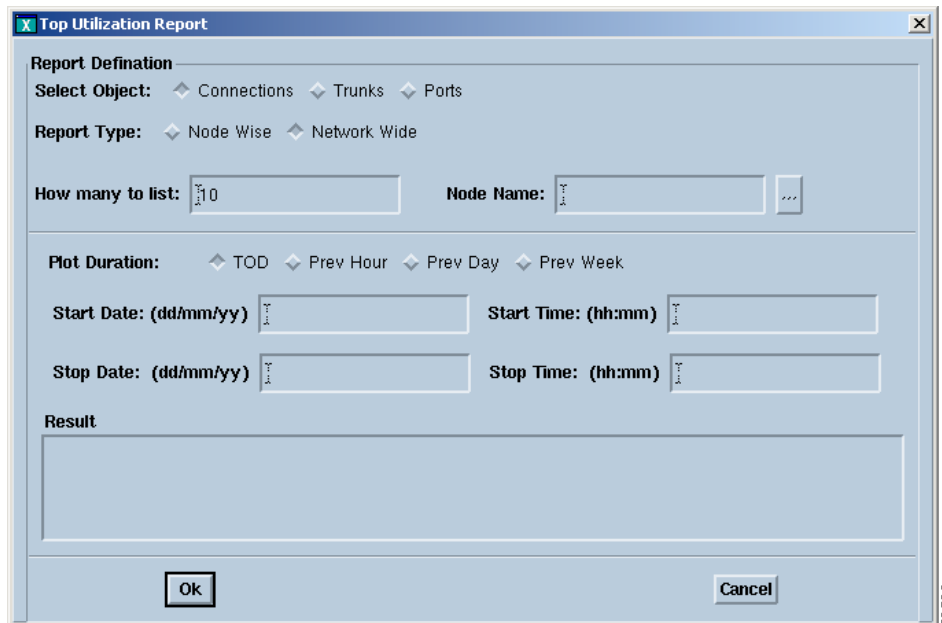 Top Utilization Report
Report Defination
Select Object: Connections Trunks Ports
Report Type: Node Wise Network Wide
How many to list: 10 Node Name: ...
Plot Duration: TOD Prev Hour Prev Day Prev Week
Start Date: (dd/mm/yy) Start Time: (hh:mm)
Stop Date: (dd/mm/yy) Stop Time: (hh:mm)
Result
Ok Cancel